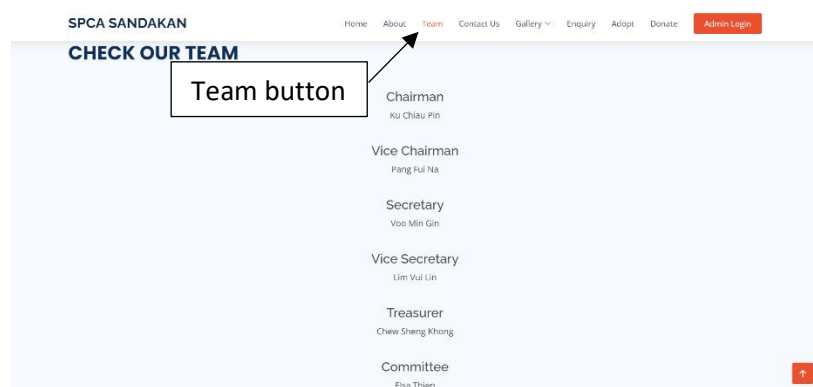 SPCA SANDAKAN
Home About Team Contact Us Gallery Enquiry Adopt Donate Admin Login
CHECK OUR TEAM
Team button
Chairman
Ku Chiau Pin
Vice Chairman
Pang Fui Na
Secretary
Voo Min Gin
Vice Secretary
Lim Vui Lin
Treasurer
Chew Sheng Khong
Committee
Elsa Thien